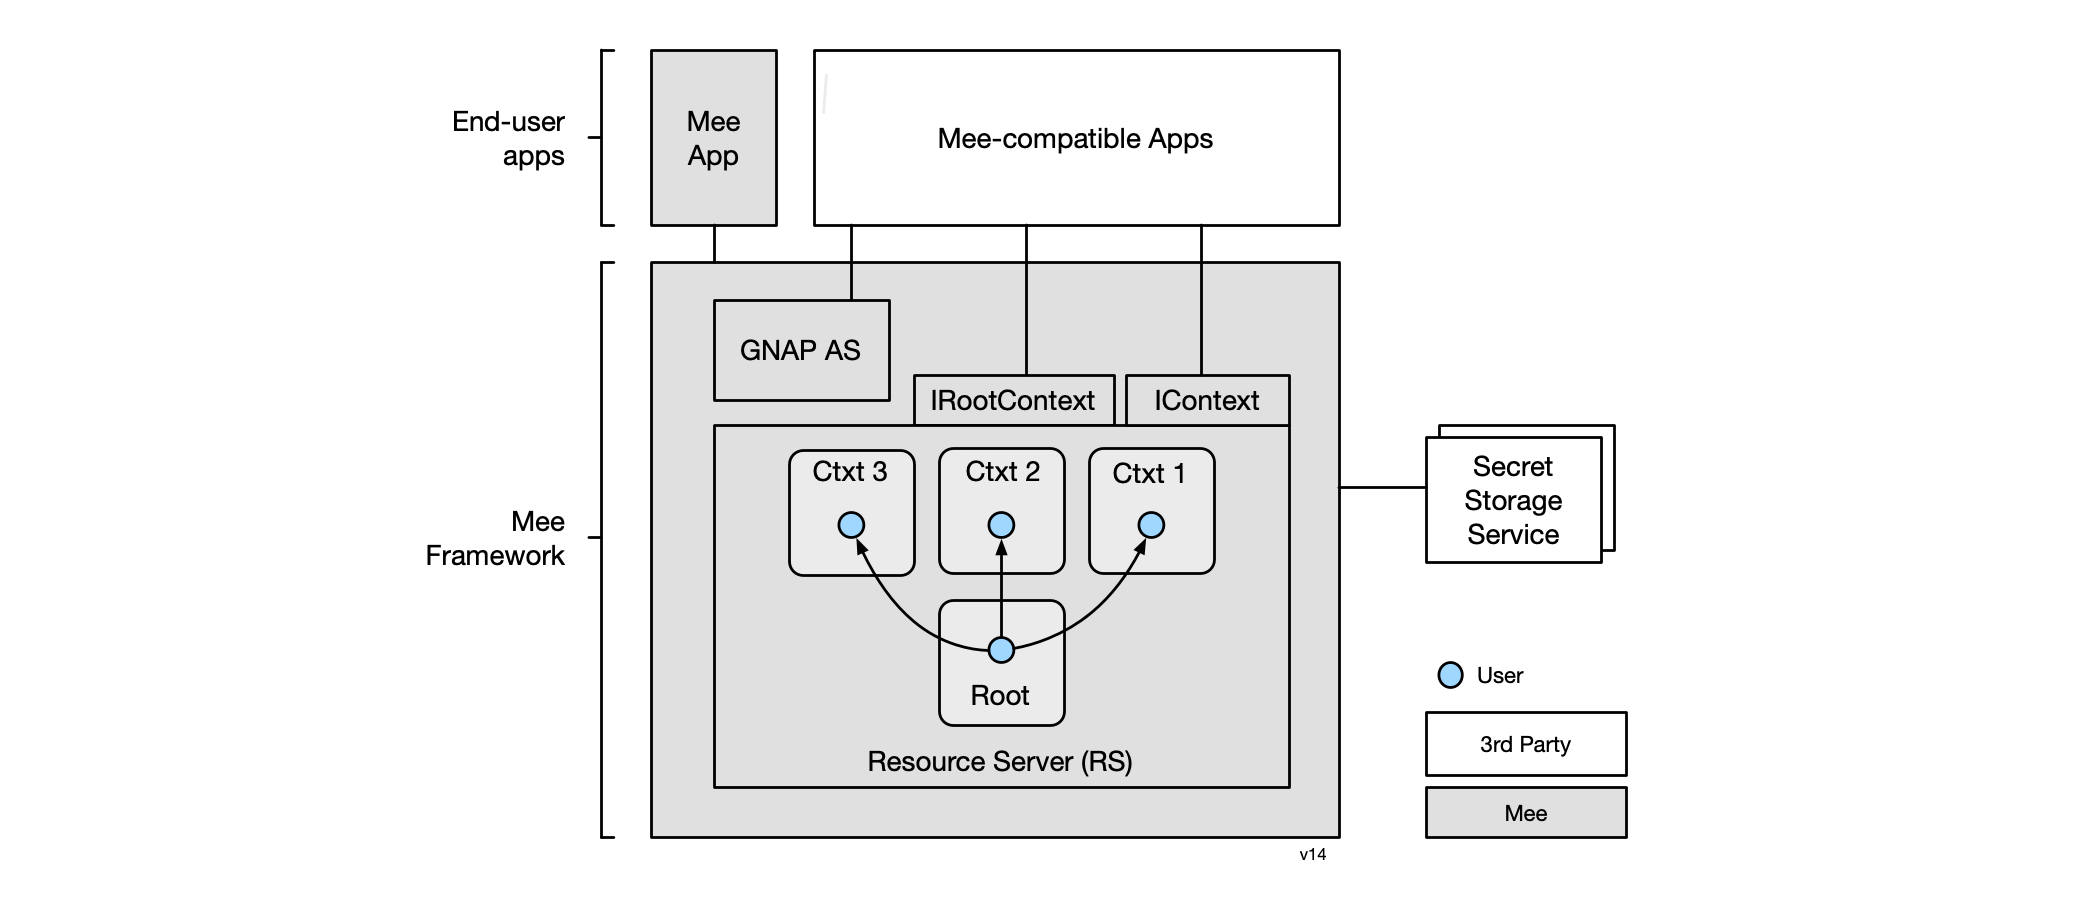 End-user
apps
Mee
App
Mee-compatible Apps
GNAP AS
IRootContext
IContext
Ctxt 3
Ctxt 2
Ctxt 1
Mee
Framework
Root
Resource Server (RS)
Secret
Storage
Service
User
3rd Party
Mee
v14